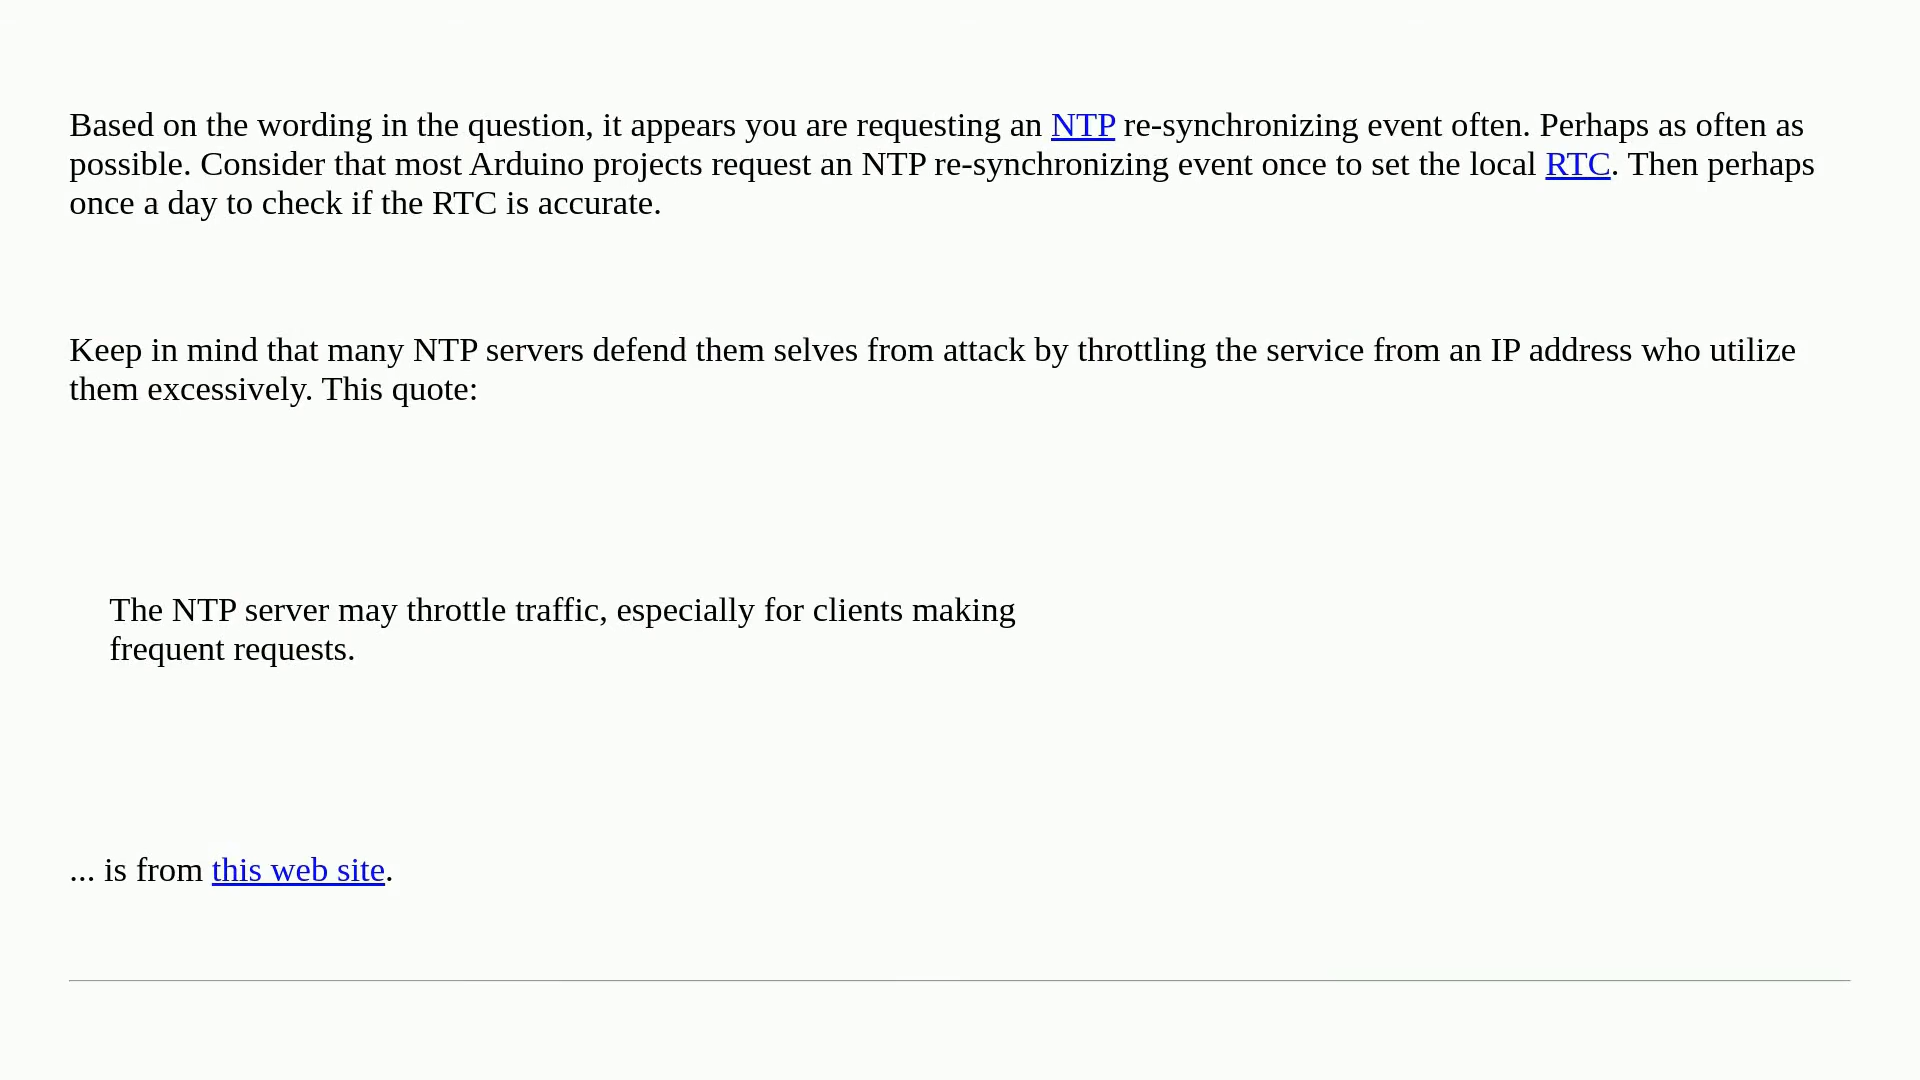 Based on the wording in the question, it appears you are requesting an NTP re-synchronizing event often. Perhaps as often as
possible. Consider that most Arduino projects request an NTP re-synchronizing event once to set the local RTC. Then perhaps
once a day to check if the RTC is accurate.
Keep in mind that many NTP servers defend them selves from attack by throttling the service from an IP address who utilize
them excessively. This quote:
The NTP server may throttle traffic, especially for clients making
frequent requests.
... is from this web site.